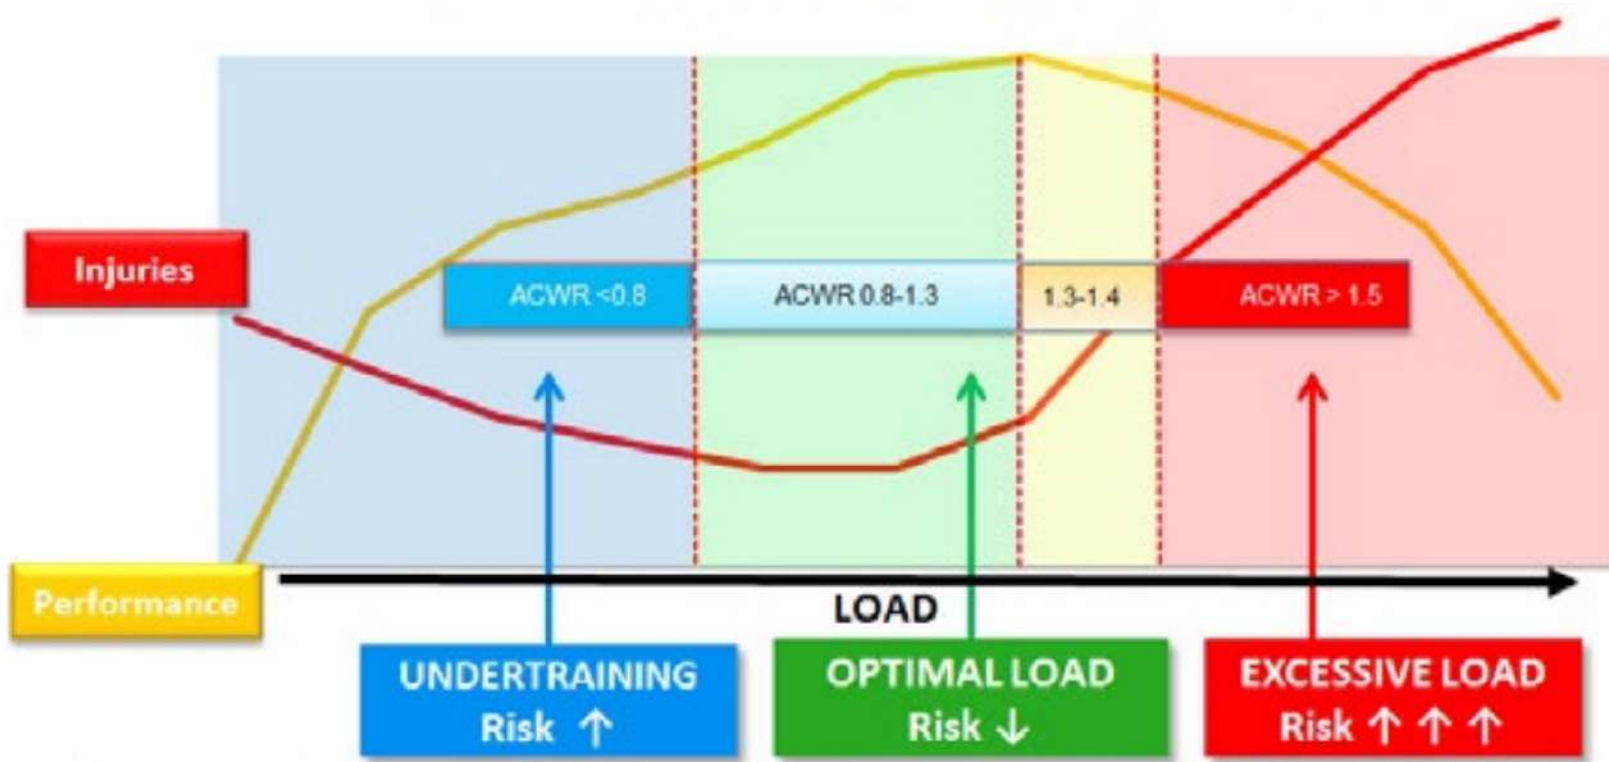 Injuries
ACWR <0.8
ACWR 0.8-1.3
1.3-1.4
ACWR > 1.5
Performance
LOAD
UNDERTRAINING
Risk ↑
OPTIMAL LOAD
Risk ↓
EXCESSIVE LOAD
Risk ↑ ↑ ↑